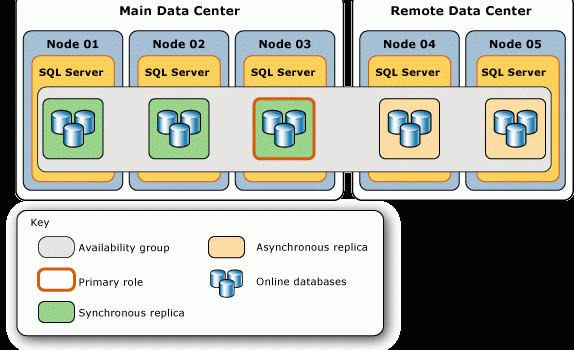 Main Data Center
Remote Data Center
Node 01
Node 02
Node 03
Node 04
Node 05
SQL Server
SQL Server
SQL Server
SQL Server
SQL Server
Key
Availability group
Asynchronous replica
Primary role
Online databases
Synchronous replica